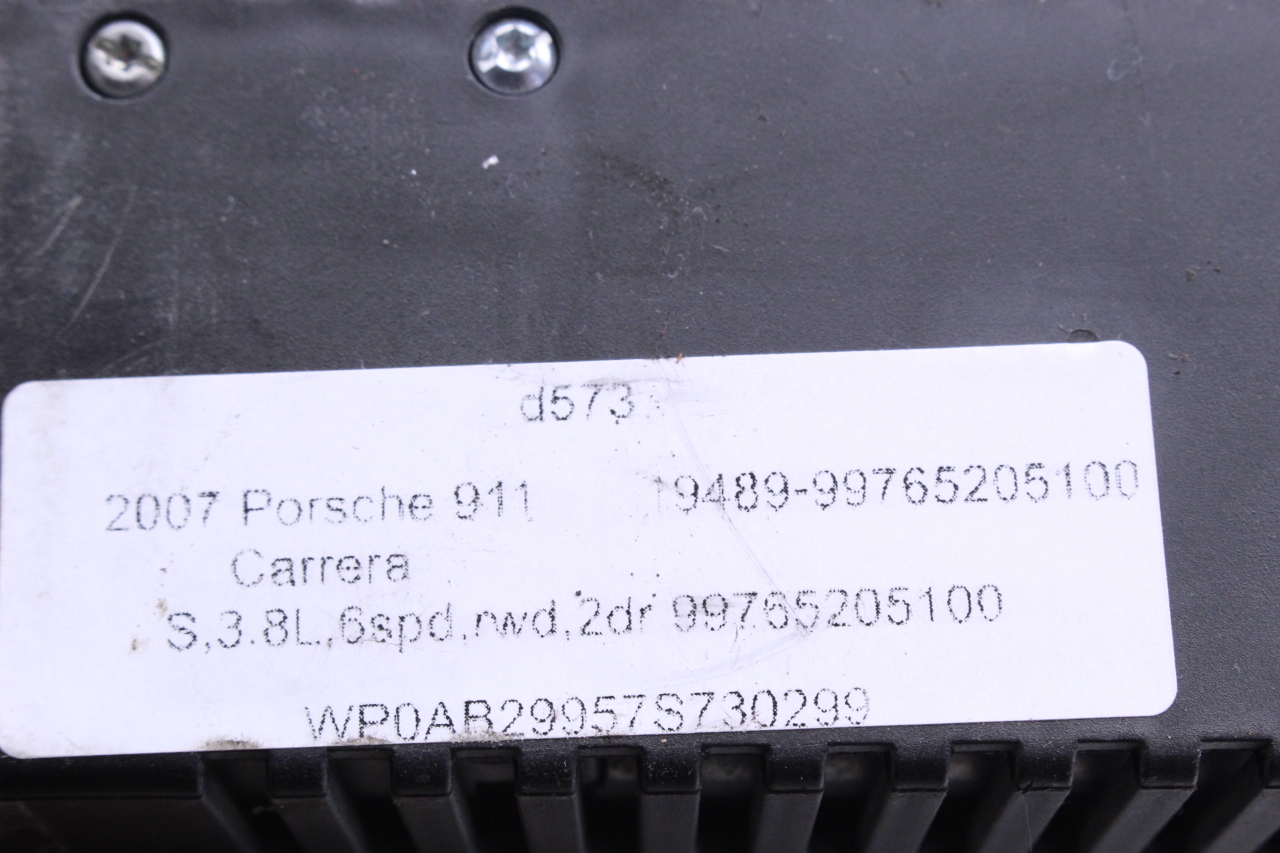 d573
2007 Porsche 911 19489-99765205100
Carrera
S,3.8L,6spd,rwd,2dr 99765205100
WP0AB29957S730299